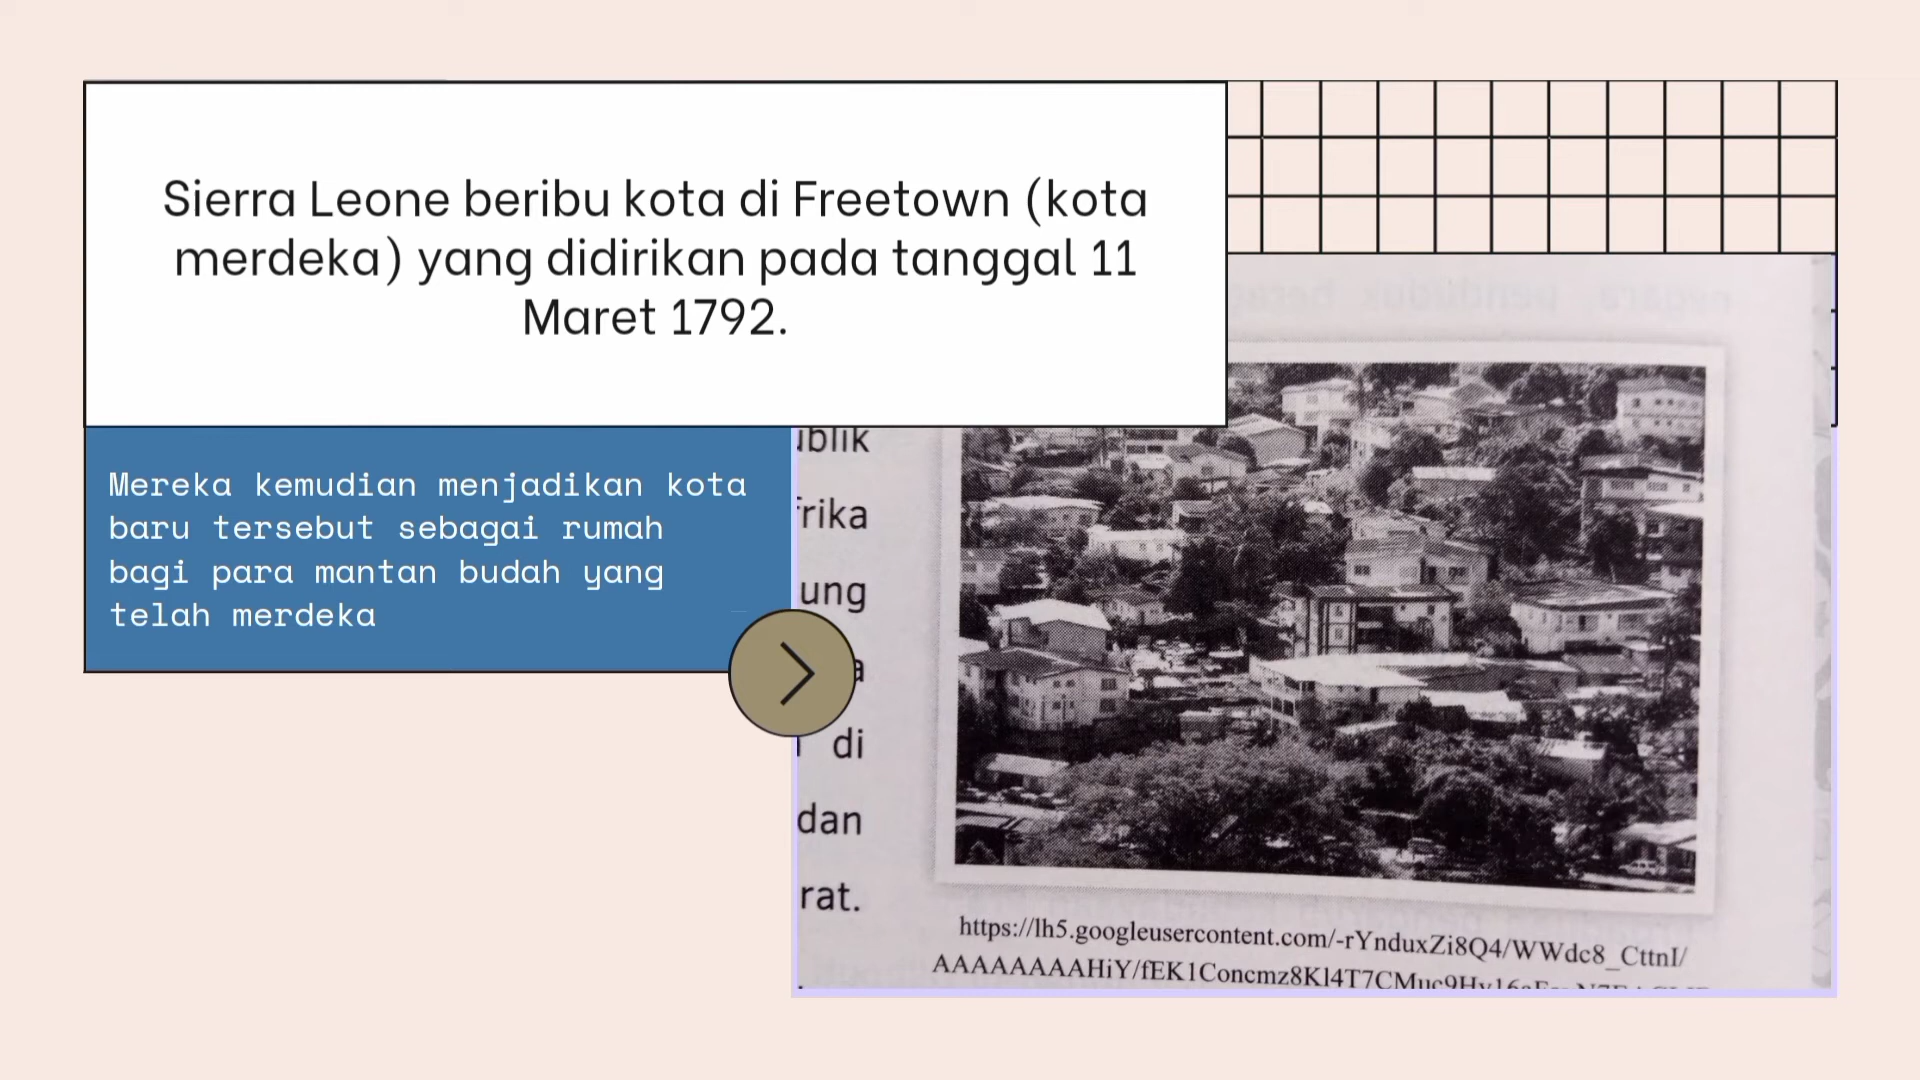 Sierra Leone beribu kota di Freetown (kota
merdeka) yang didirikan pada tanggal 11
Maret 1792.
Mereka kemudian menjadikan kota
baru tersebut sebagai rumah
bagi para mantan budah yang
telah merdeka
ublik
frika
ung
a
di
dan
rat.
https://lh5.googleusercontent.com/-rYnduxZi8Q4/WWdc8_CttnI/